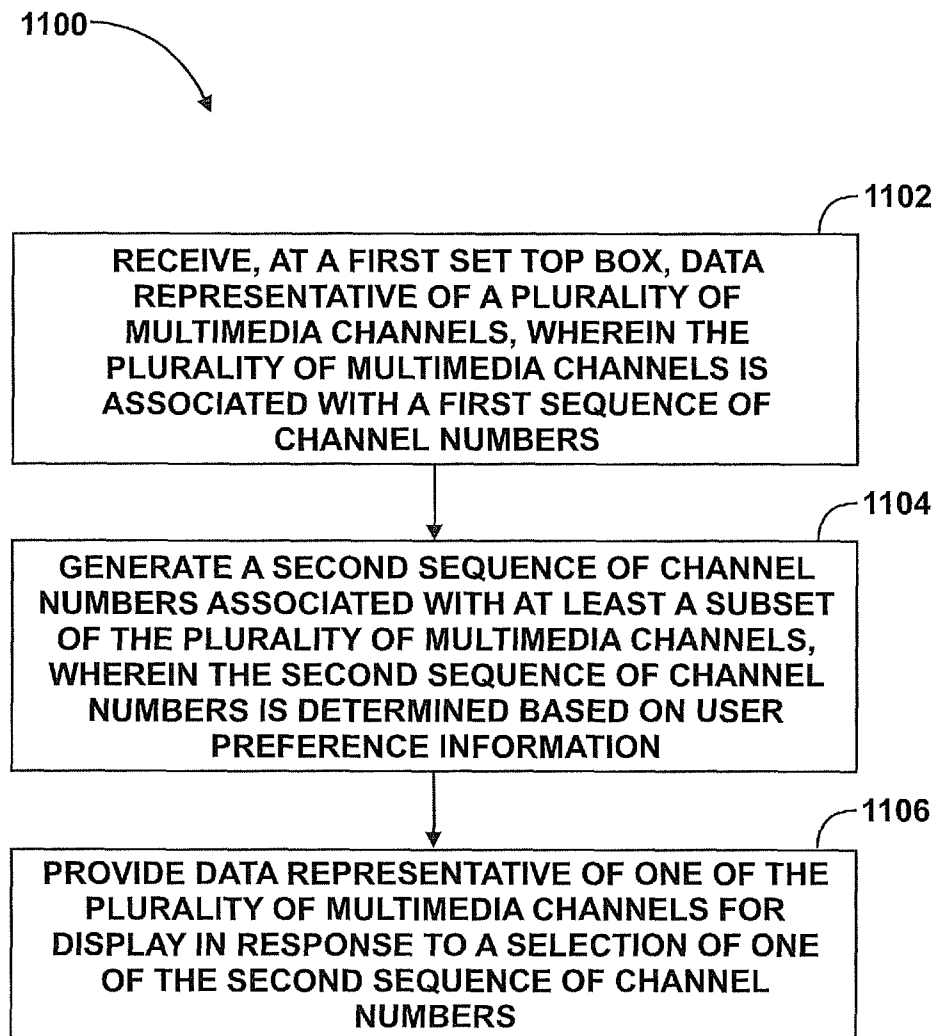 1100
1102
RECEIVE, AT A FIRST SET TOP BOX, DATA
REPRESENTATIVE OF A PLURALITY OF
MULTIMEDIA CHANNELS, WHEREIN THE
PLURALITY OF MULTIMEDIA CHANNELS IS
ASSOCIATED WITH A FIRST SEQUENCE OF
CHANNEL NUMBERS
1104
GENERATE A SECOND SEQUENCE OF CHANNEL
NUMBERS ASSOCIATED WITH AT LEAST A SUBSET
OF THE PLURALITY OF MULTIMEDIA CHANNELS,
WHEREIN THE SECOND SEQUENCE OF CHANNEL
NUMBERS IS DETERMINED BASED ON USER
PREFERENCE INFORMATION
1106
PROVIDE DATA REPRESENTATIVE OF ONE OF THE
PLURALITY OF MULTIMEDIA CHANNELS FOR
DISPLAY IN RESPONSE TO A SELECTION OF ONE
OF THE SECOND SEQUENCE OF CHANNEL
NUMBERS